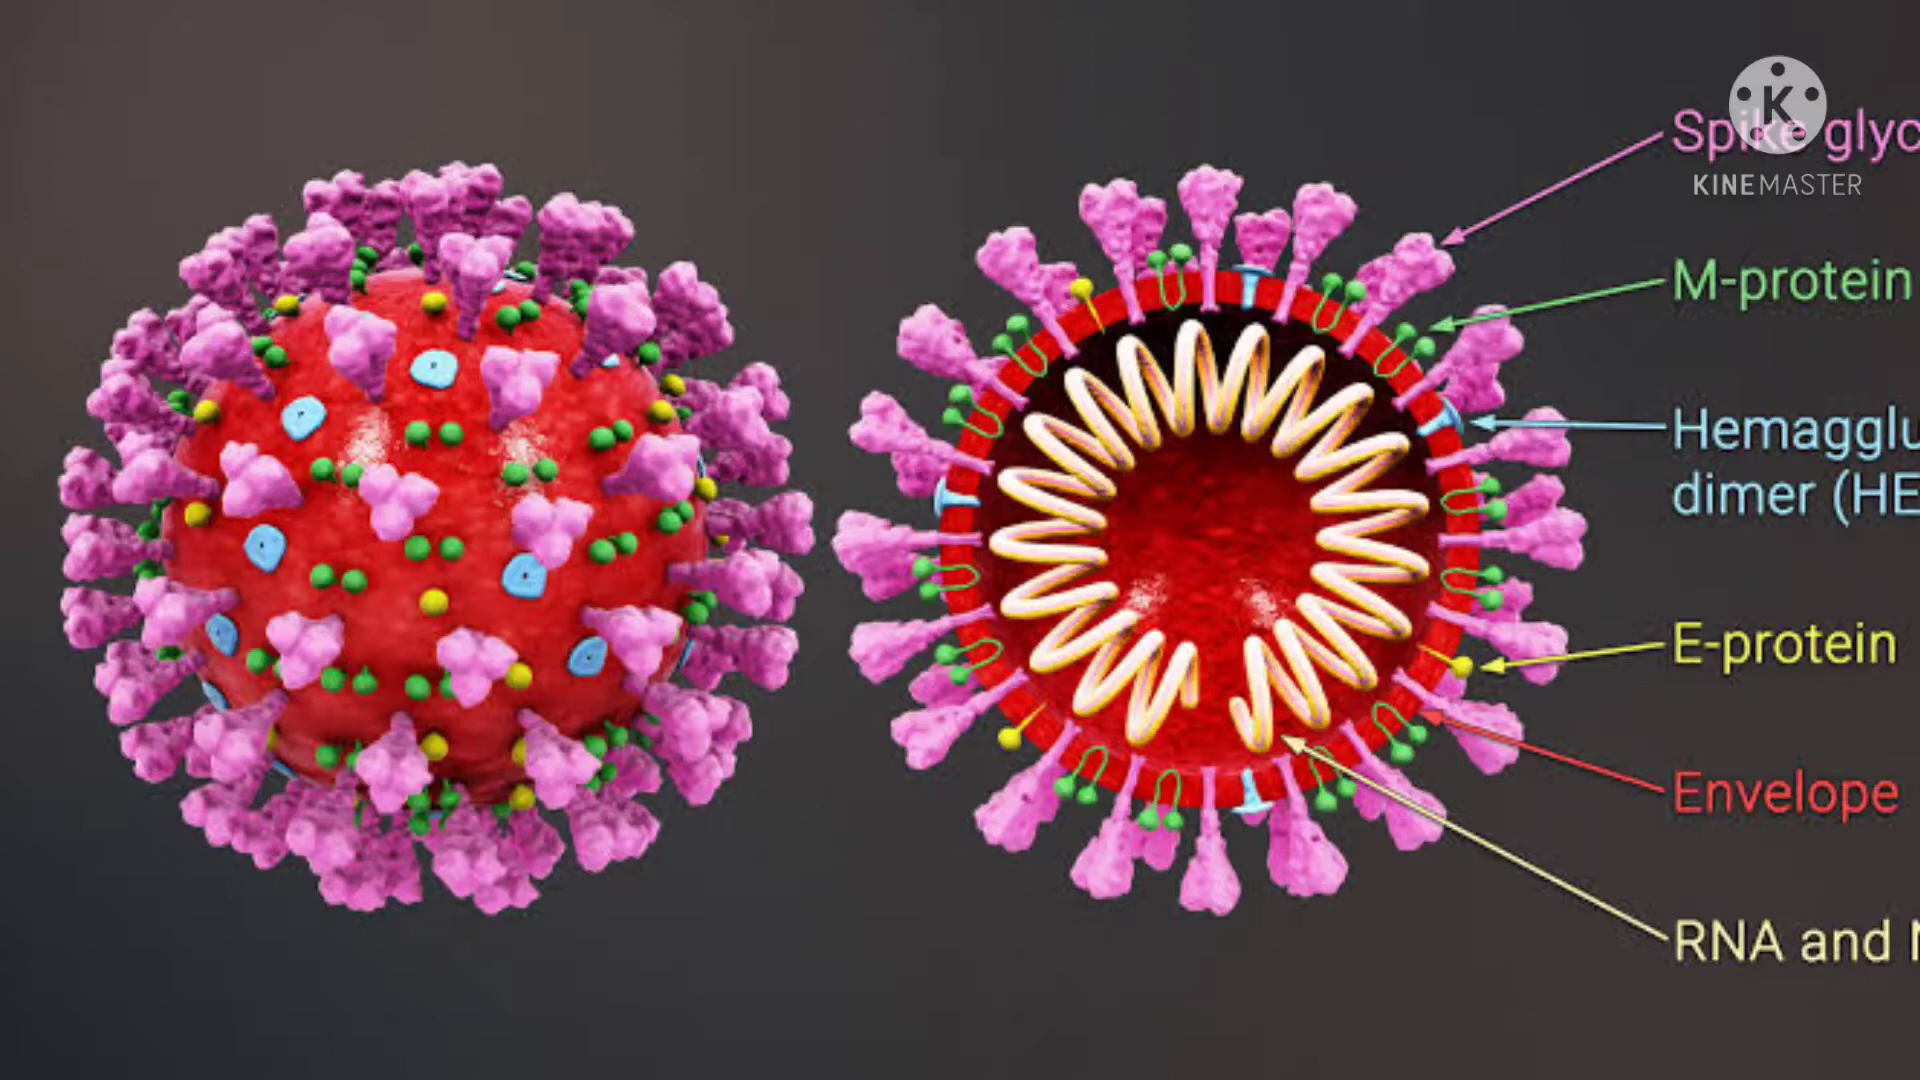 Spike glyc
K
KINEMASTER
M-protein
Hemagglu
dimer (HE
E-protein
Envelope
RNA and